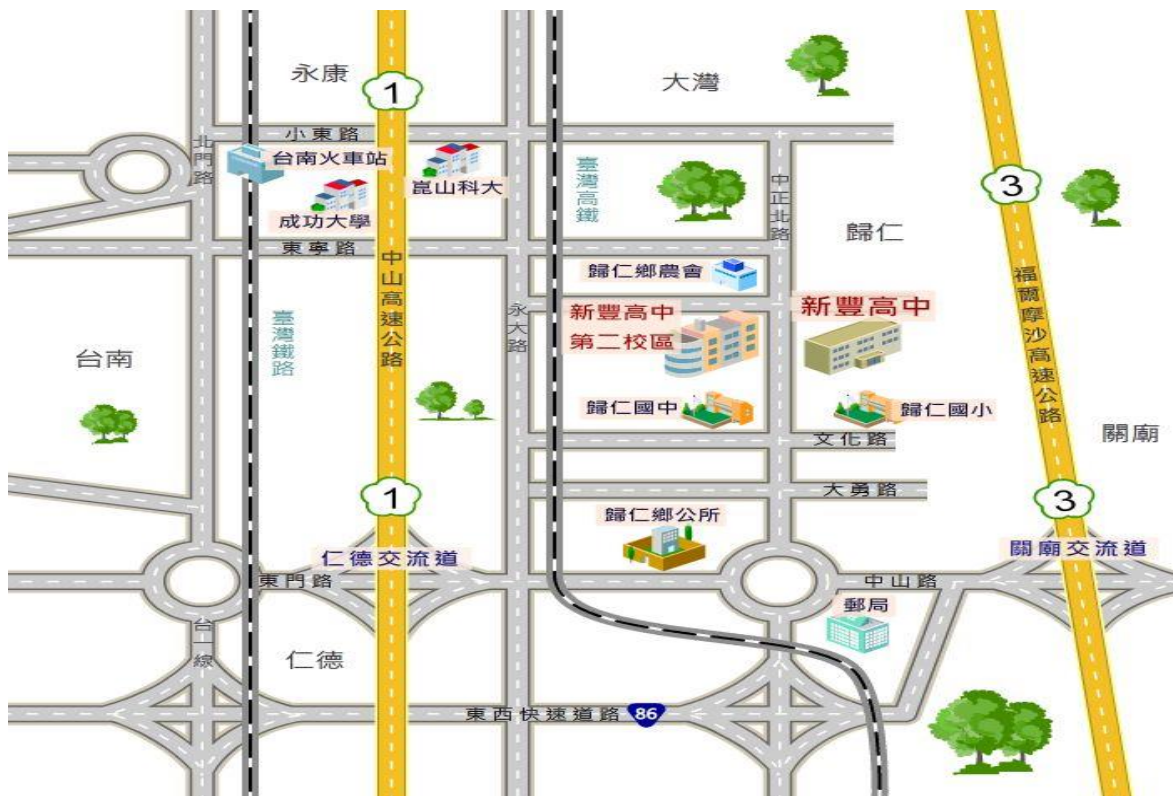 永康
大灣
1
小東路
北門路
台南火車站
崑山科大
臺灣高鐵
中正北路
3
成功大學
歸仁
東寧路
中山高速公路
歸仁鄉農會
福爾摩沙高速公路
臺灣鐵路
永大路
新豐高中
第二校區
新豐高中
台南
歸仁國中
歸仁國小
文化路
關廟
1
大勇路
3
歸仁鄉公所
仁德交流道
關廟交流道
東門路
中山路
郵局
台一線
仁德
東西快速道路 86